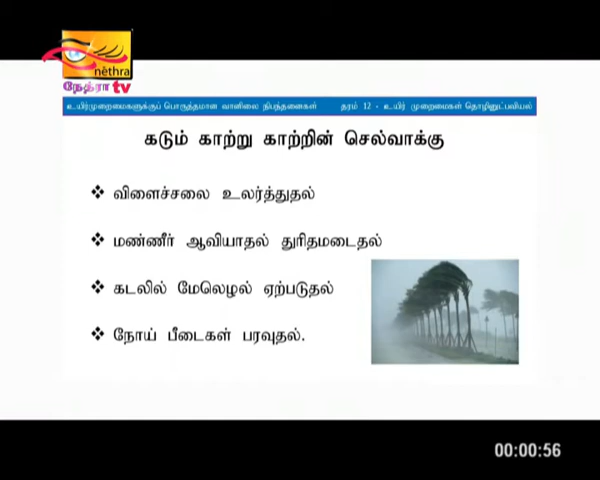 nèthra
நேத்ரா tv
உயிர்முறைமைகளுக்குப் பொருத்தமான வானிலை நிபந்தனைகள் தரம் 12 - உயிர் முறைமைகள் தொழினுட்பவியல்
கடும் காற்று காற்றின் செல்வாக்கு
❖ விளைச்சலை உலர்த்துதல்
❖ மண்ணீர் ஆவியாதல் துரிதமடைதல்
❖ கடலில் மேலெழல் ஏற்படுதல்
❖ நோய் பீடைகள் பரவுதல்.
00:00:56